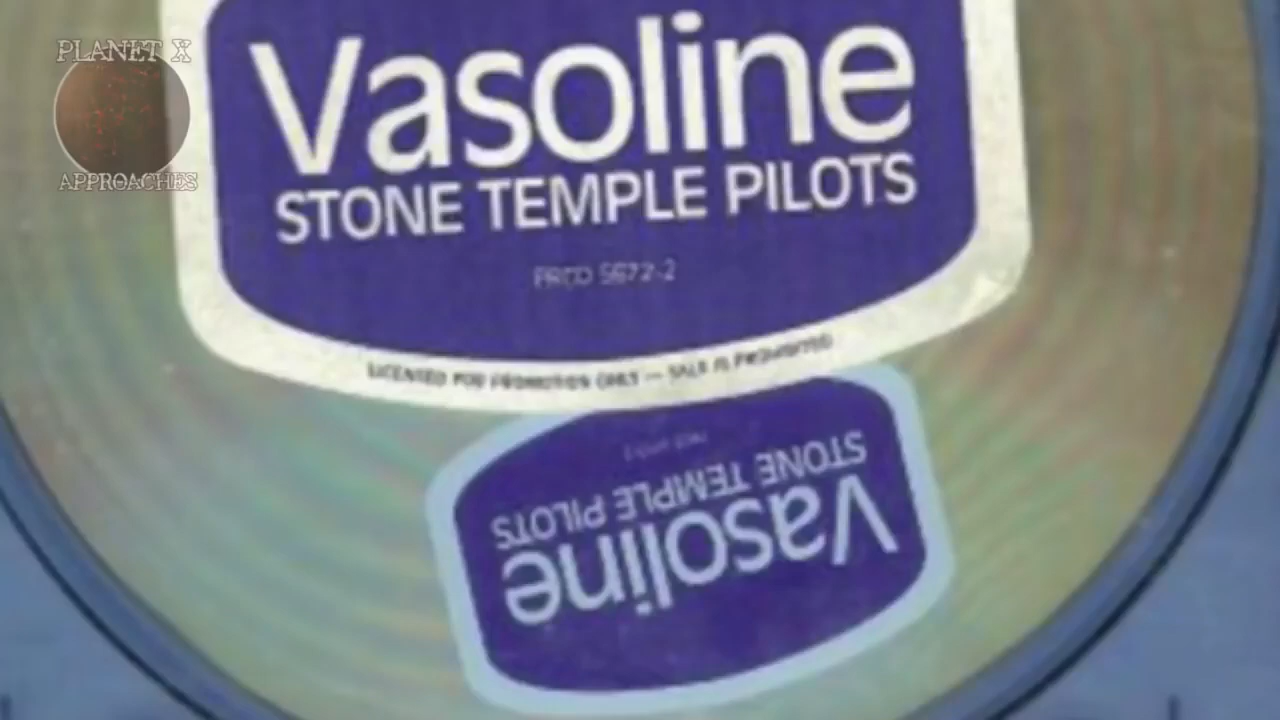 PLANET X
APPROACHES
Vasoline
STONE TEMPLE PILOTS
PRCD 5672-2
LICENSED FOR PROMOTION ONLY — SALE IS PROHIBITED
STONE TEMPLE PILOTS
Vasoline